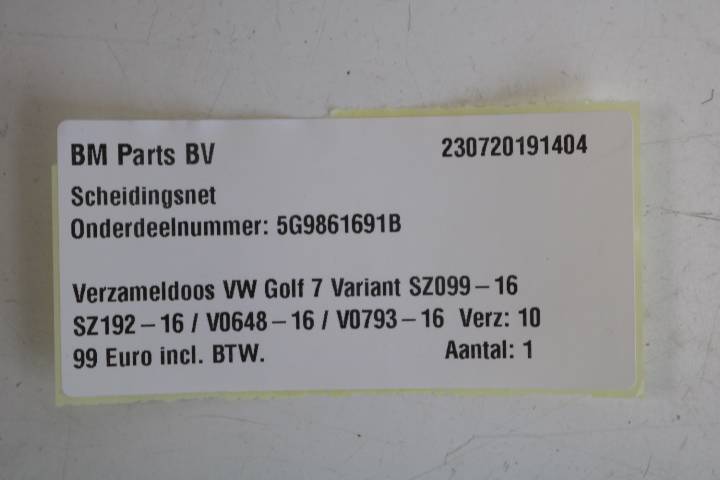 BM Parts BV 230720191404
Scheidingsnet
Onderdeelnummer: 5G9861691B
Verzameldoos VW Golf 7 Variant SZ099-16
SZ192-16 / V0648-16 / V0793-16 Verz: 10
99 Euro incl. BTW. Aantal: 1